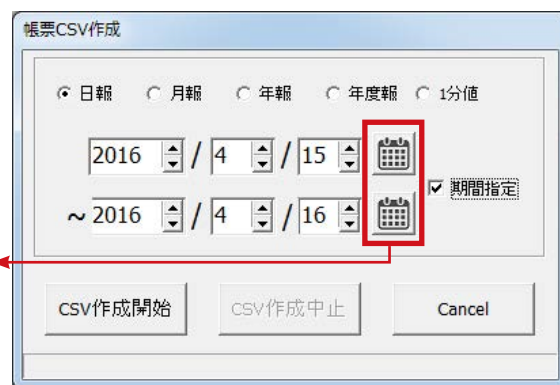 帳票CSV作成
日報 月報 年報 年度報 1分値
2016 / 4 / 15
~ 2016 / 4 / 16
期間指定
CSV作成開始 CSV作成中止 Cancel